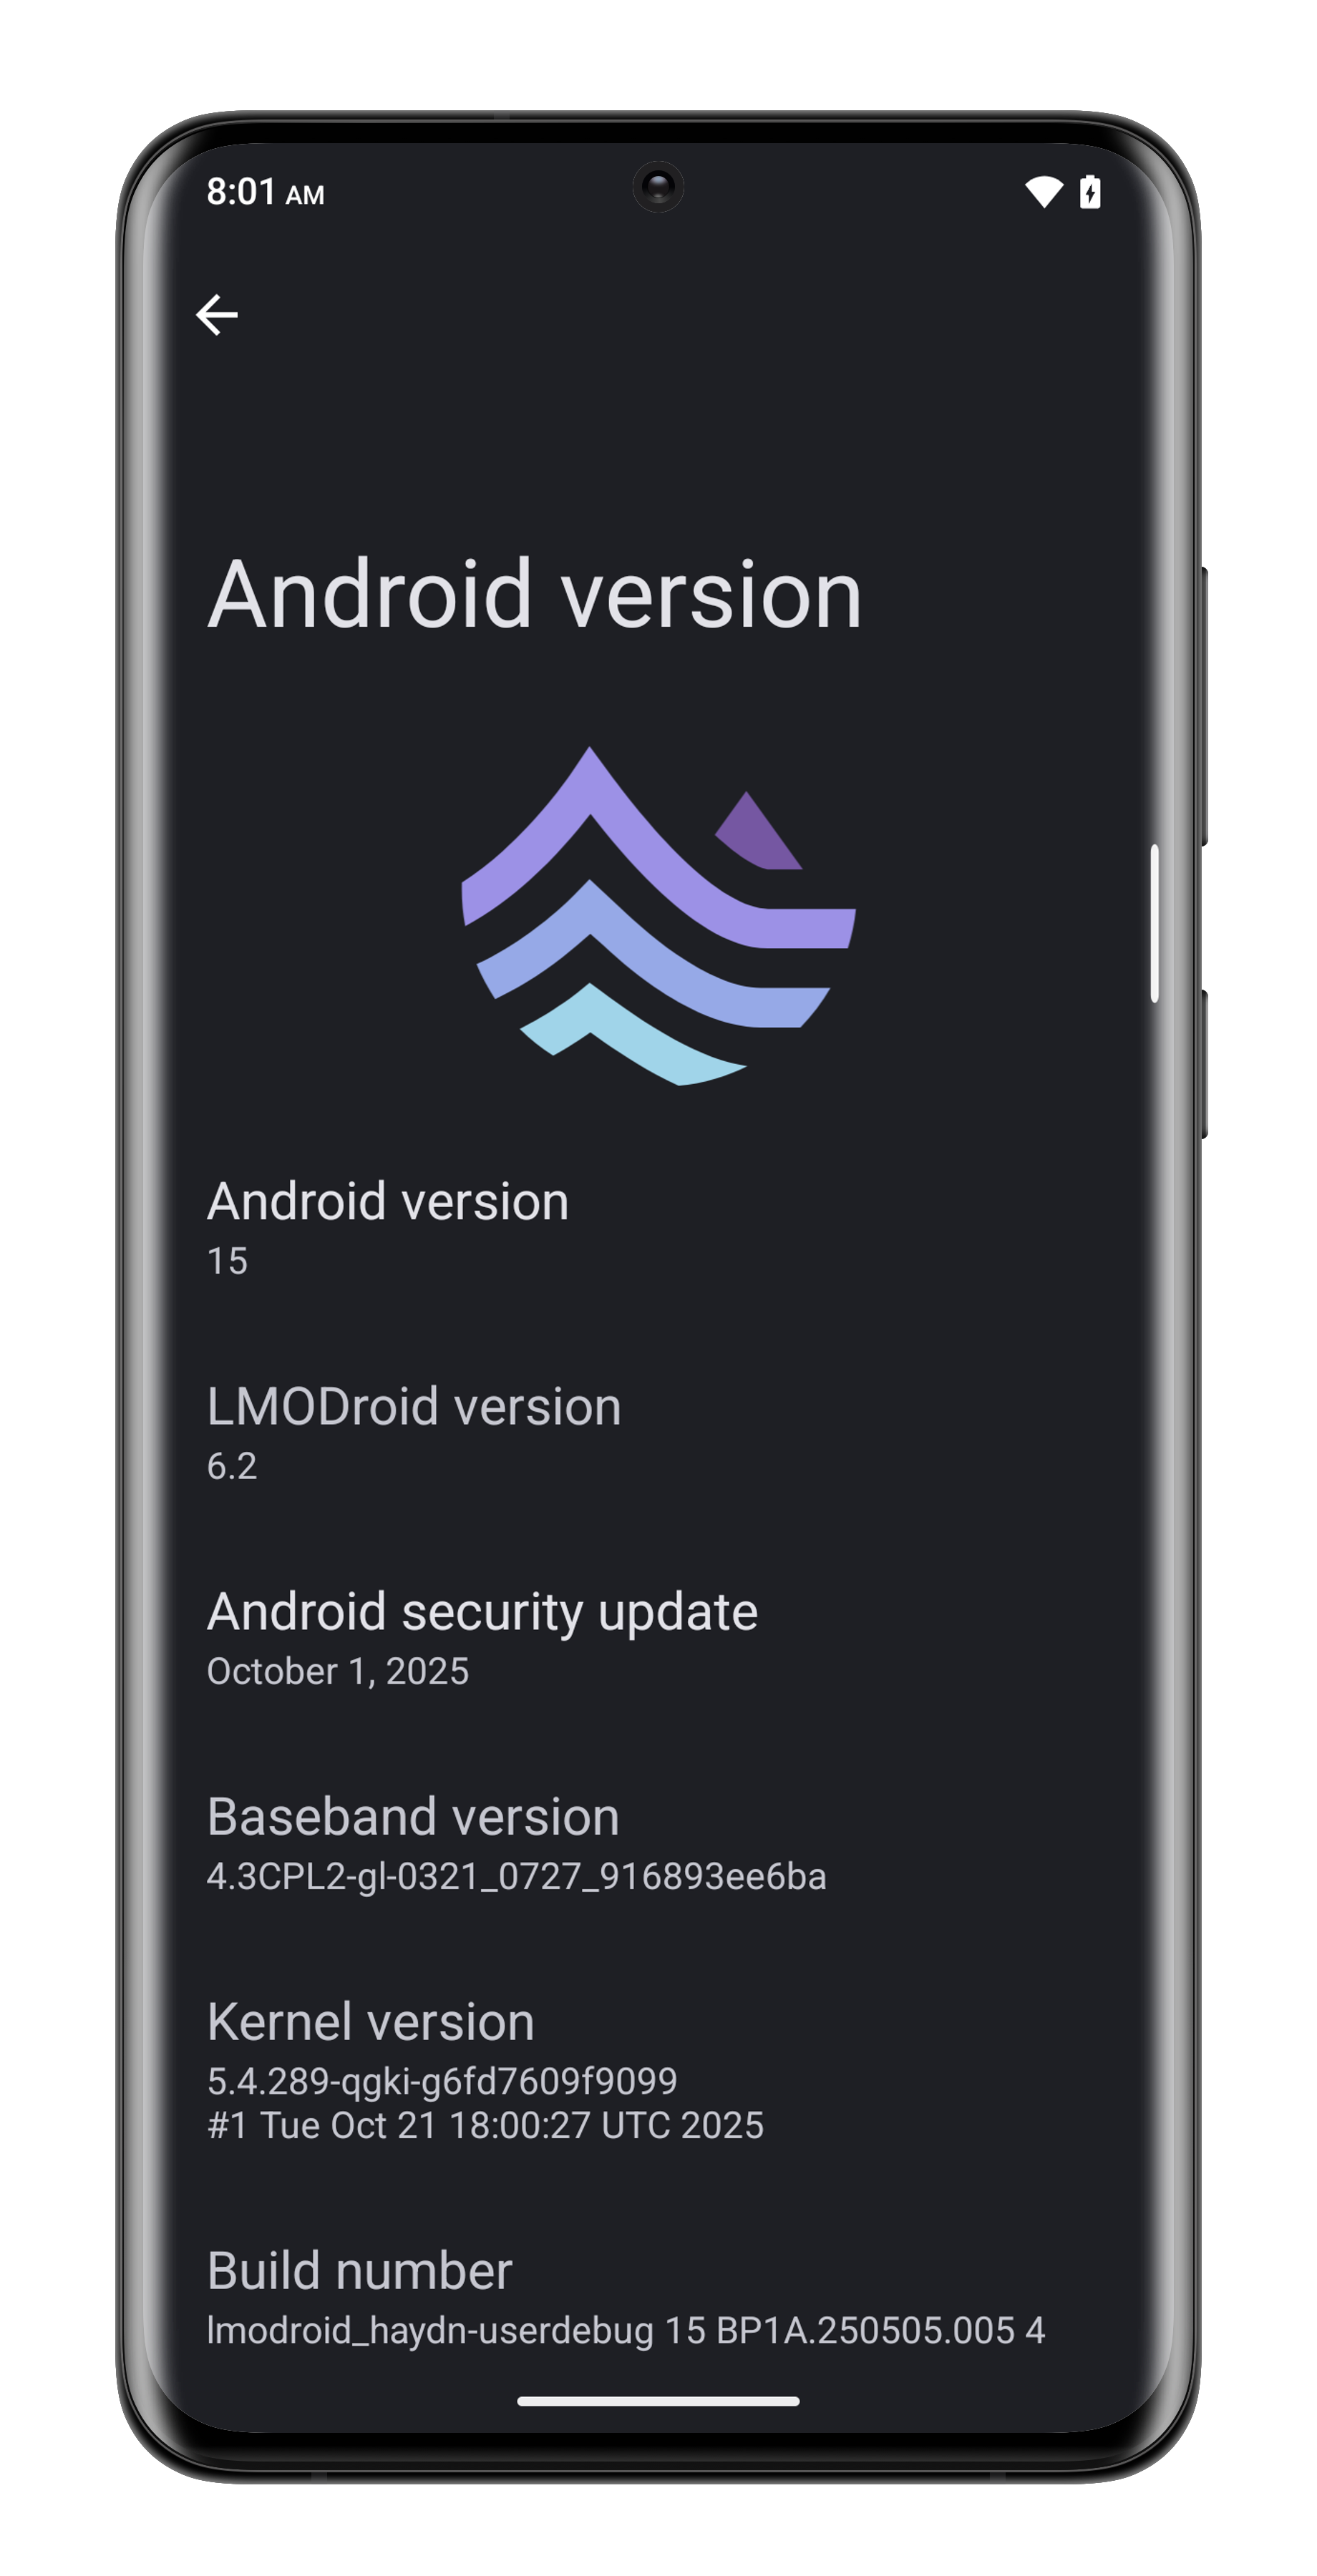 8:01 AM
Android version
Android version
15
LMODroid version
6.2
Android security update
October 1, 2025
Baseband version
4.3CPL2-gl-0321_0727_916893ee6ba
Kernel version
5.4.289-qgki-g6fd7609f9099
#1 Tue Oct 21 18:00:27 UTC 2025
Build number
lmodroid_haydn-userdebug 15 BP1A.250505.005 4